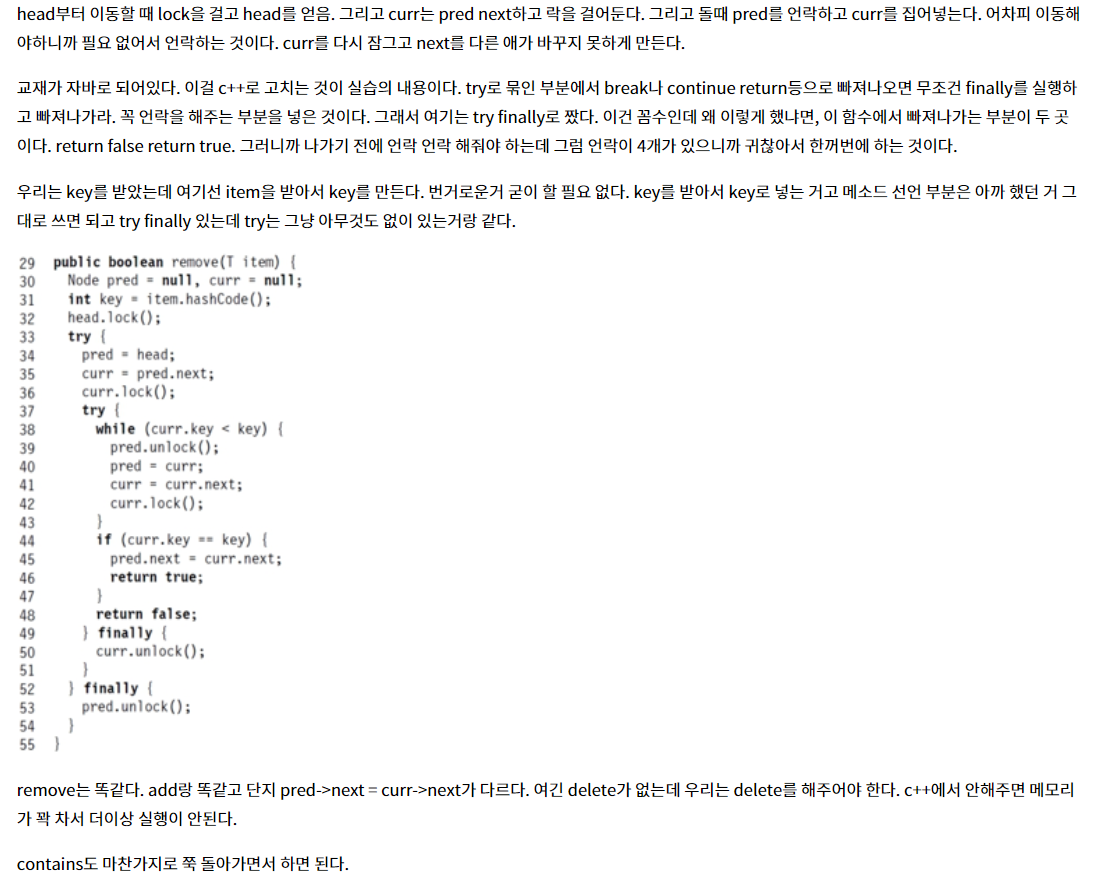 head부터 이동할 때 lock을 걸고 head를 얻음. 그리고 curr는 pred next하고 락을 걸어둔다. 그리고 돌때 pred를 언락하고 curr를 집어넣는다. 어차피 이동해
야하니까 필요 없어서 언락하는 것이다. curr를 다시 잠그고 next를 다른 애가 바꾸지 못하게 만든다.
교재가 자바로 되어있다. 이걸 c++로 고치는 것이 실습의 내용이다. try로 묶인 부분에서 break나 continue return등으로 빠져나오면 무조건 finally를 실행하
고 빠져나가라. 꼭 언락을 해주는 부분을 넣은 것이다. 그래서 여기는 try finally로 짰다. 이건 꼼수인데 왜 이렇게 했냐면, 이 함수에서 빠져나가는 부분이 두 곳
이다. return false return true. 그러니까 나가기 전에 언락 언락 해줘야 하는데 그럼 언락이 4개가 있으니까 귀찮아서 한꺼번에 하는 것이다.
우리는 key를 받았는데 여기선 item을 받아서 key를 만든다. 번거로운거 굳이 할 필요 없다. key를 받아서 key로 넣는 거고 메소드 선언 부분은 아까 했던 거 그
대로 쓰면 되고 try finally 있는데 try는 그냥 아무것도 없이 있는거랑 같다.
29 public boolean remove(T item) {
30 Node pred = null, curr = null;
31 int key = item.hashCode();
32 head.lock();
33 try {
34 pred = head;
35 curr = pred.next;
36 curr.lock();
37 try {
38 while (curr.key < key) {
39 pred.unlock();
40 pred = curr;
41 curr = curr.next;
42 curr.lock();
43 }
44 if (curr.key == key) {
45 pred.next = curr.next;
46 return true;
47 }
48 return false;
49 } finally {
50 curr.unlock();
51 }
52 } finally {
53 pred.unlock();
54 }
55 }
remove는 똑같다. add랑 똑같고 단지 pred->next = curr->next가 다르다. 여긴 delete가 없는데 우리는 delete를 해주어야 한다. c++에서 안해주면 메모리
가 꽉 차서 더이상 실행이 안된다.
contains도 마찬가지로 쭉 돌아가면서 하면 된다.